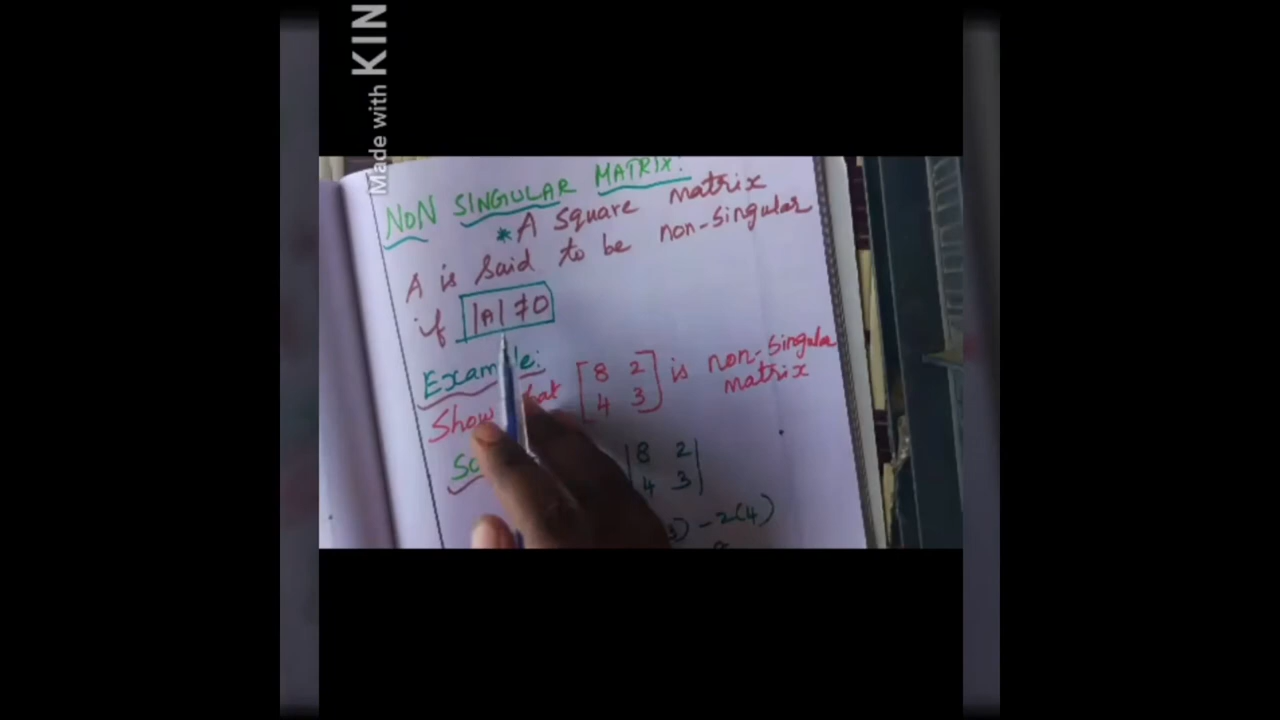 Made with KIN
NON SINGULAR MATRIX:
* A square matrix
A is said to be non-singular
if |A| ≠ 0
Example:
Show that [8 2
4 3] is non-singular
matrix
|8 2|
|4 3|
) - 2(4)